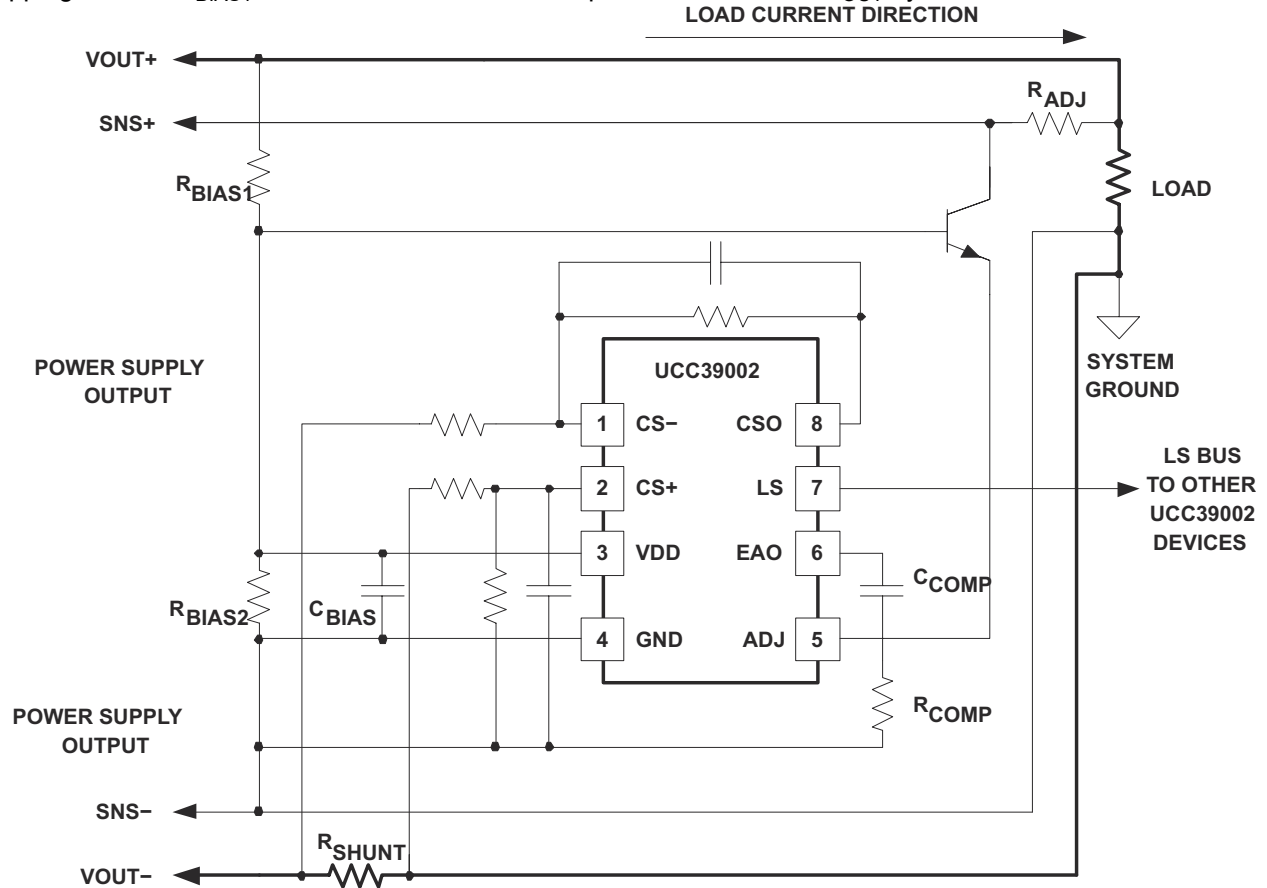 LOAD CURRENT DIRECTION
VOUT+
SNS+
RADJ
RBIAS1
LOAD
POWER SUPPLY
OUTPUT
UCC39002
SYSTEM
GROUND
1 CS− CSO 8
2 CS+ LS 7
3 VDD EAO 6
4 GND ADJ 5
LS BUS
TO OTHER
UCC39002
DEVICES
CCOMP
RBIAS2
CBIAS
RCOMP
POWER SUPPLY
OUTPUT
SNS−
RSHUNT
VOUT−